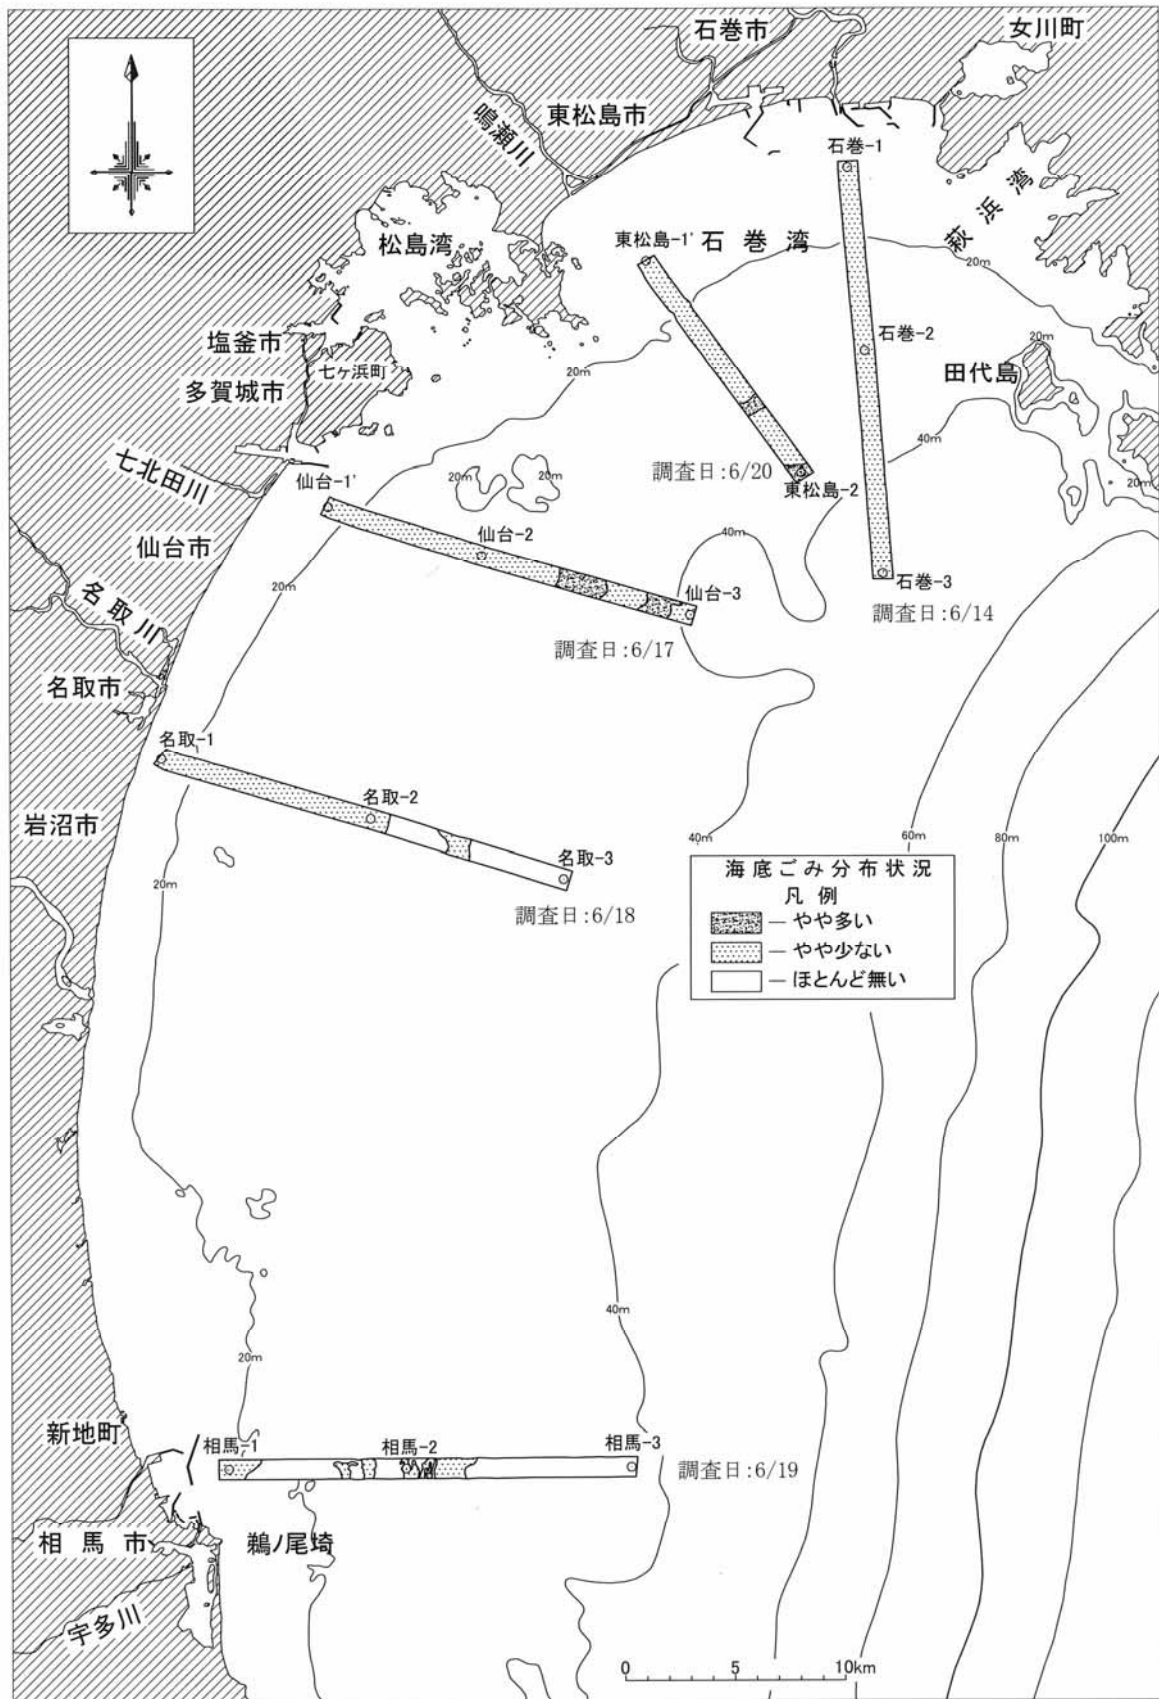 石巻市
女川町
東松島市
鳴瀬川
石巻-1
萩浜湾
松島湾
東松島-1'
石巻湾
20m
塩釜市
石巻-2
20m
七ヶ浜町
20m
田代島
多賀城市
40m
七北田川
調査日:6/20
20m
20m
20m
仙台-1'
東松島-2
仙台-2
40m
仙台市
石巻-3
20m
仙台-3
名取川
調査日:6/14
調査日:6/17
名取市
名取-1
名取-2
岩沼市
40m
60m
80m
100m
名取-3
海底ごみ分布状況
凡例
20m
調査日:6/18
— やや多い
— やや少ない
— ほとんど無い
40m
20m
新地町
相馬-1
相馬-2
相馬-3
調査日:6/19
相馬市
鵜ノ尾埼
宇多川
0 5 10km